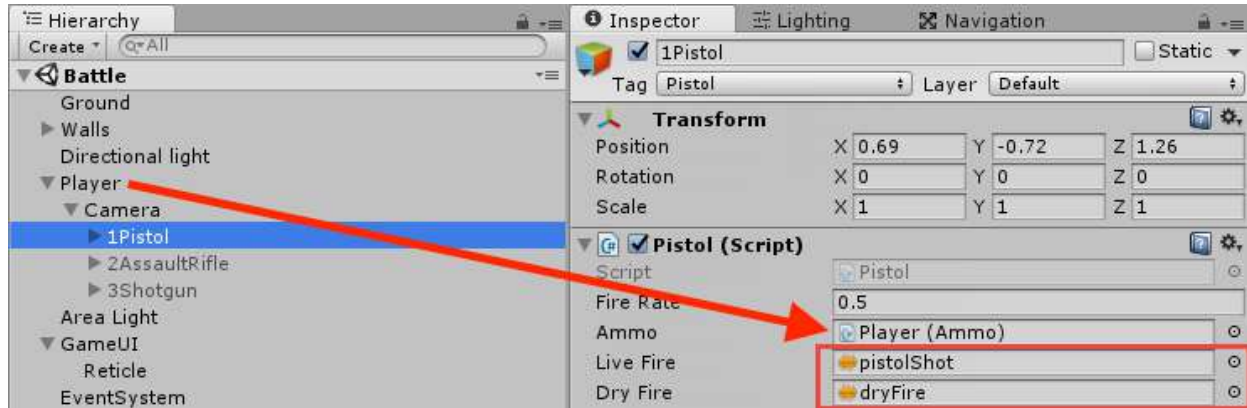 Hierarchy
Create
All
Battle
Ground
Walls
Directional light
Player
Camera
1Pistol
2AssaultRifle
3Shotgun
Area Light
GameUI
Reticle
EventSystem
Inspector Lighting Navigation
1Pistol Static
Tag Pistol Layer Default
Transform
Position X 0.69 Y -0.72 Z 1.26
Rotation X 0 Y 0 Z 0
Scale X 1 Y 1 Z 1
Pistol (Script)
Script Pistol
Fire Rate 0.5
Ammo Player (Ammo)
Live Fire pistolShot
Dry Fire dryFire